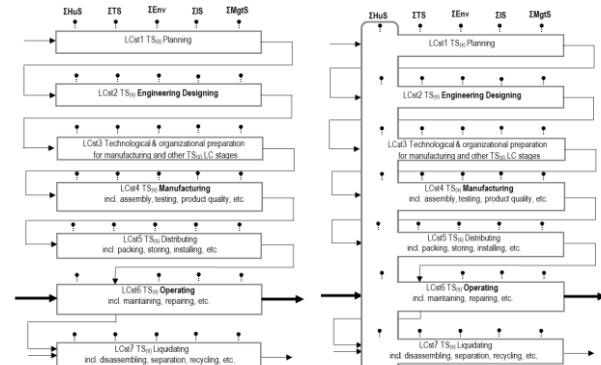 ΣHuS ΣTS ΣEnv ΣIS ΣMgtS
LCst1 TS(s) Planning
LCst2 TS(s) Engineering Designing
LCst3 Technological & organizational preparation
for manufacturing and other TS(s) LC stages
LCst4 TS(s) Manufacturing
incl. assembly, testing, product quality, etc.
LCst5 TS(s) Distributing
incl. packing, storing, installing, etc.
LCst6 TS(s) Operating
incl. maintaining, repairing, etc.
LCst7 TS(s) Liquidating
incl. disassembling, separation, recycling, etc.
ΣHuS ΣTS ΣEnv ΣIS ΣMgtS
LCst1 TS(s) Planning
LCst2 TS(s) Engineering Designing
LCst3 Technological & organizational preparation
for manufacturing and other TS(s) LC stages
LCst4 TS(s) Manufacturing
incl. assembly, testing, product quality, etc.
LCst5 TS(s) Distributing
incl. packing, storing, installing, etc.
LCst6 TS(s) Operating
incl. maintaining, repairing, etc.
LCst7 TS(s) Liquidating
incl. disassembling, separation, recycling, etc.